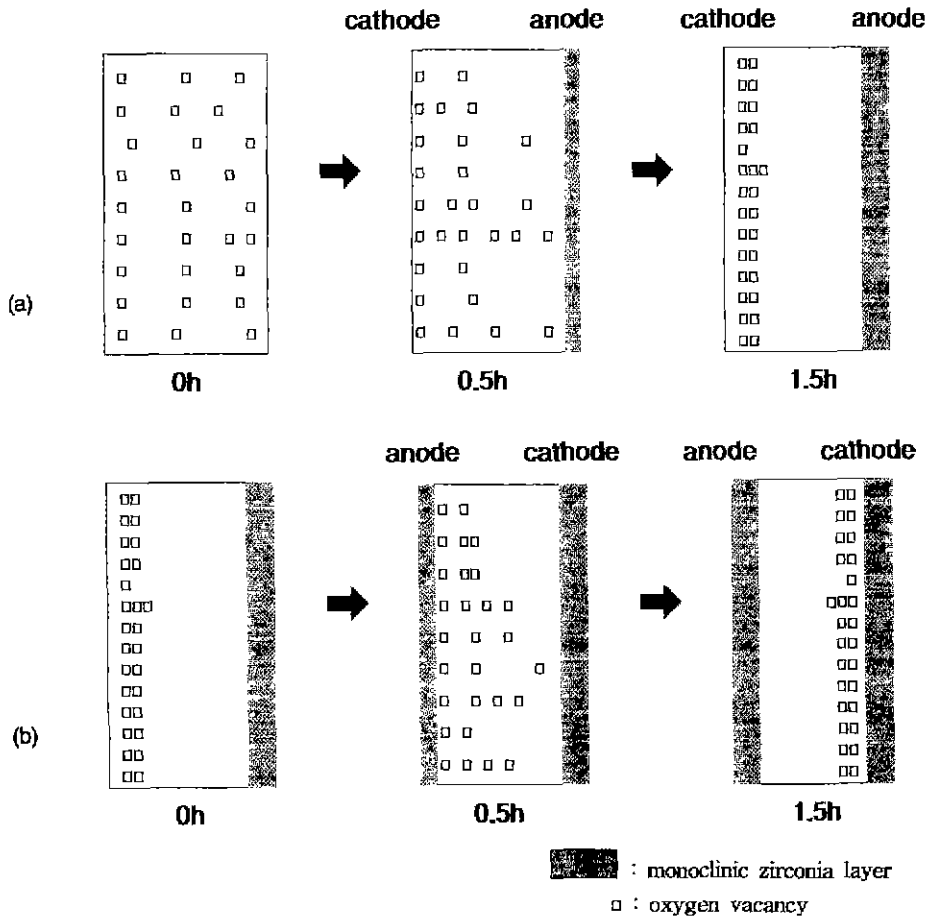 cathode anode cathode anode
(a)
0h 0.5h 1.5h
anode cathode anode cathode
(b)
0h 0.5h 1.5h
: monoclinic zirconia layer
: oxygen vacancy